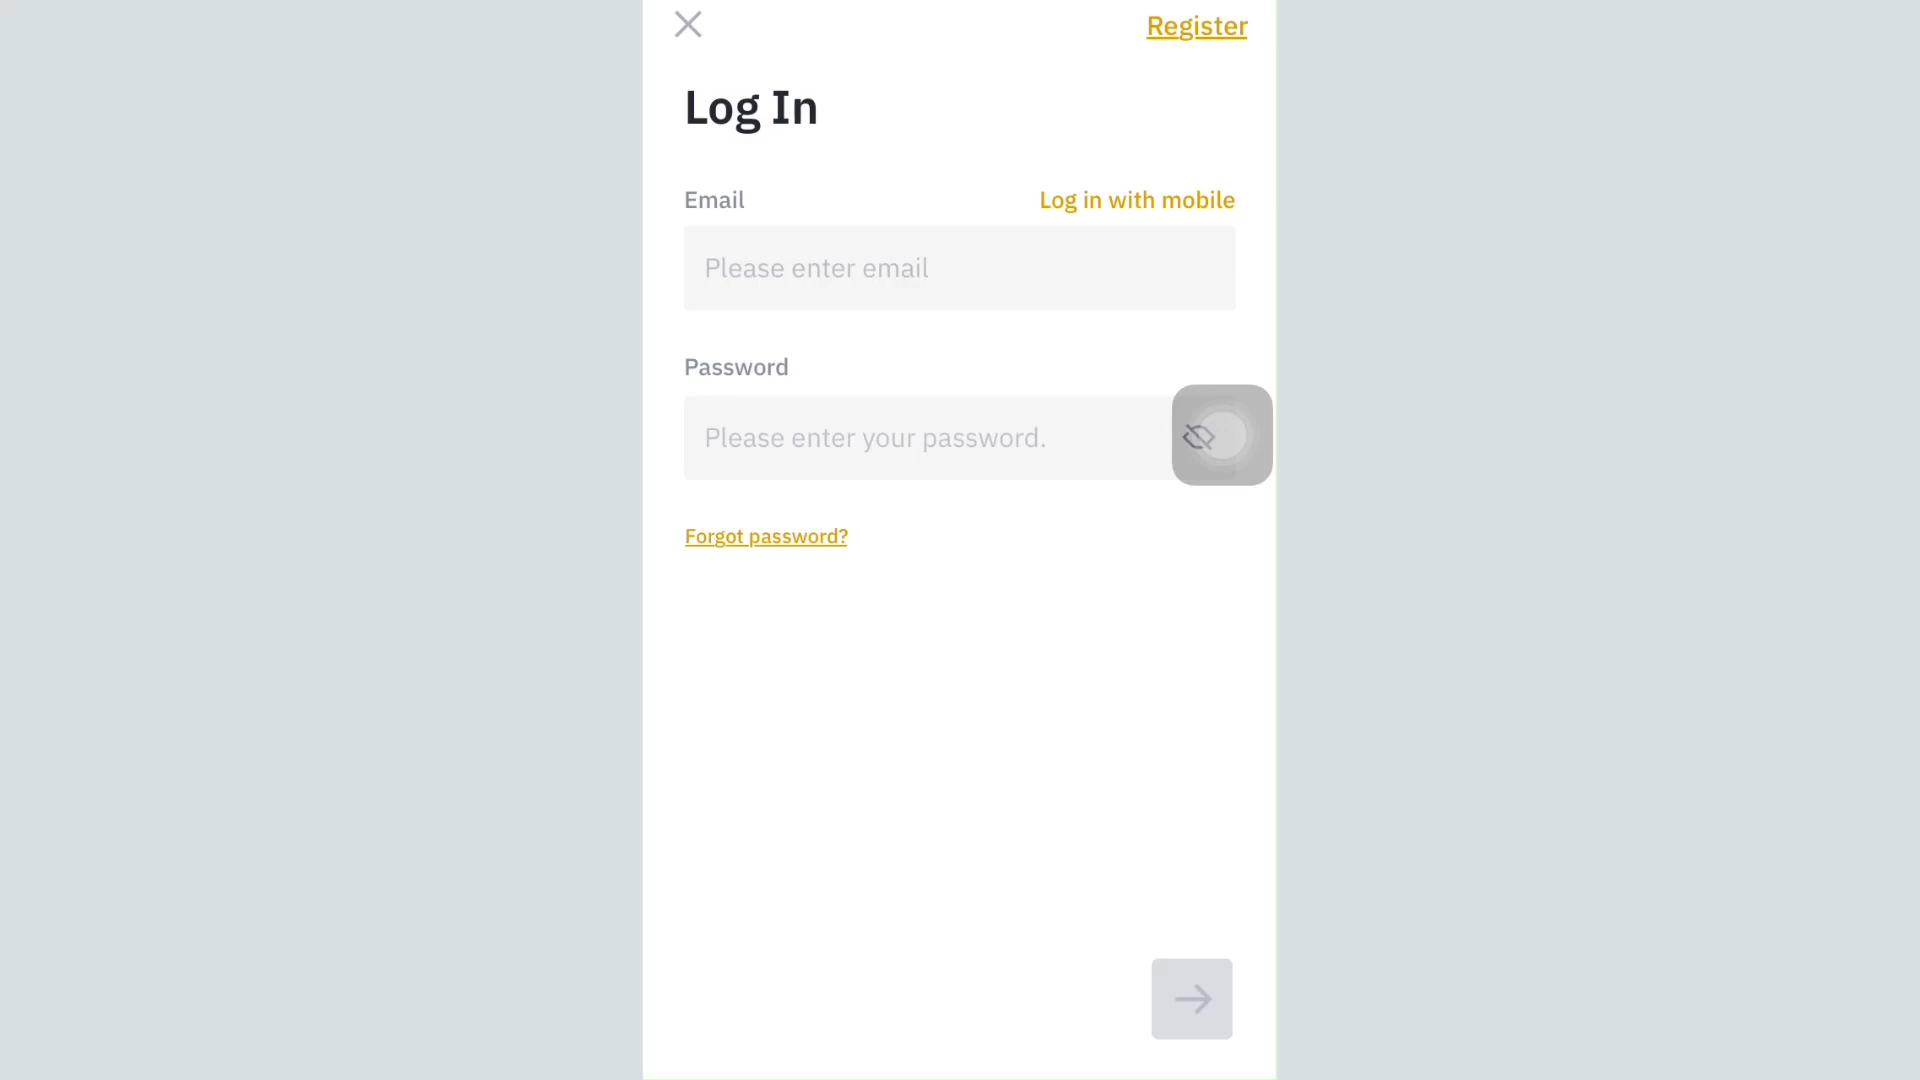 Register
Log In
Email
Log in with mobile
Please enter email
Password
Please enter your password.
Forgot password?